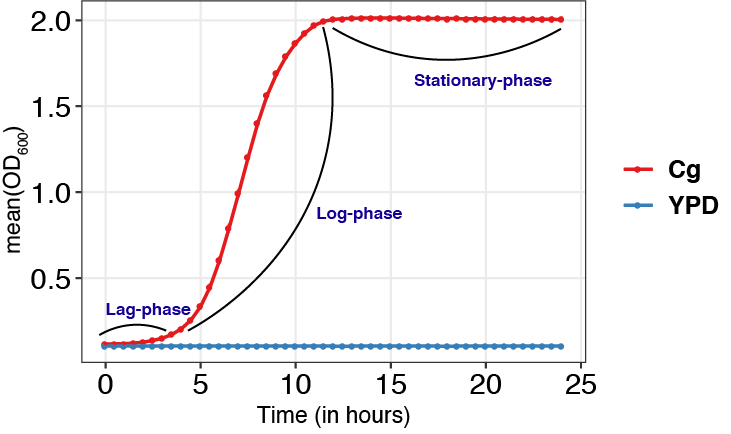 2.0
1.5
1.0
0.5
mean(OD600)
Stationary-phase
Log-phase
Lag-phase
Cg
YPD
0 5 10 15 20 25
Time (in hours)